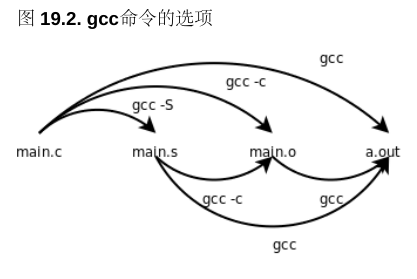 图 19.2. gcc命令的选项
gcc
gcc -c
gcc -S
main.c
main.s
main.o
a.out
gcc -c
gcc
gcc